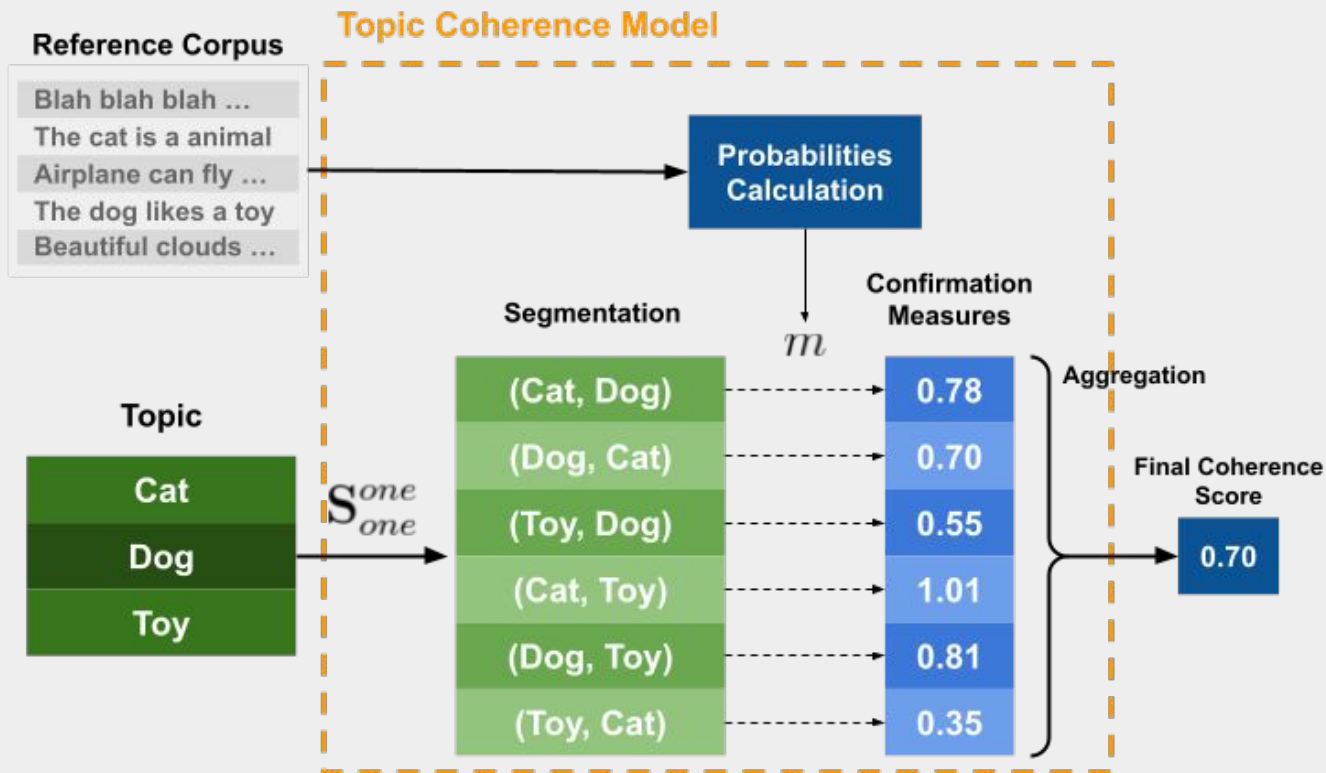 Topic Coherence Model
Reference Corpus
Blah blah blah ...
The cat is a animal
Airplane can fly ...
The dog likes a toy
Beautiful clouds ...
Probabilities
Calculation
Segmentation
m
Confirmation
Measures
Aggregation
Topic
Cat
Dog
Toy
S^{one}_{one}
(Cat, Dog)
(Dog, Cat)
(Toy, Dog)
(Cat, Toy)
(Dog, Toy)
(Toy, Cat)
0.78
0.70
0.55
1.01
0.81
0.35
Final Coherence
Score
0.70